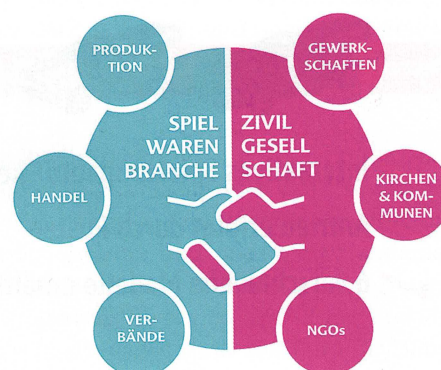 PRODUK-
TION
GEWERK-
SCHAFTEN
SPIEL
WAREN
BRANCHE
ZIVIL
GESELL
SCHAFT
HANDEL
KIRCHEN
& KOM-
MUNEN
VER-
BÄNDE
NGOs